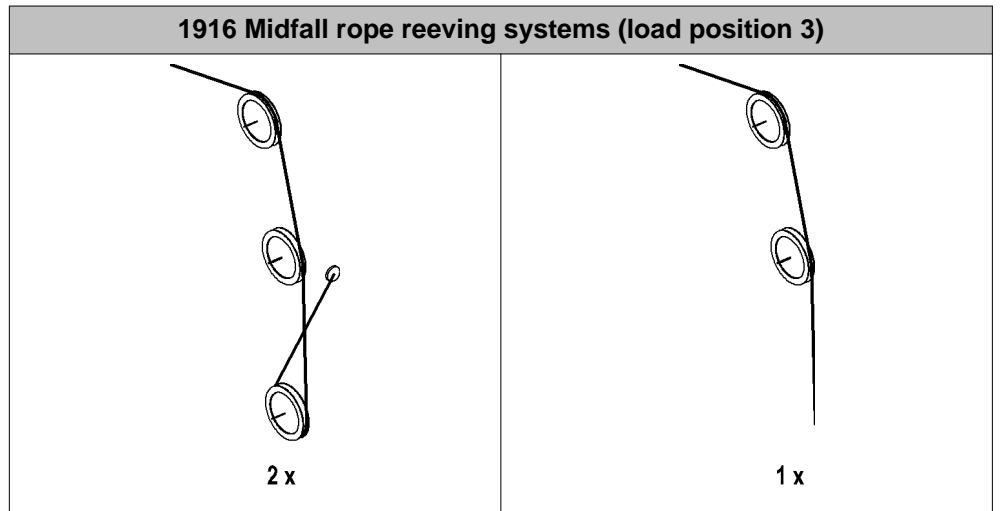 1916 Midfall rope reeving systems (load position 3)
2 x
1 x